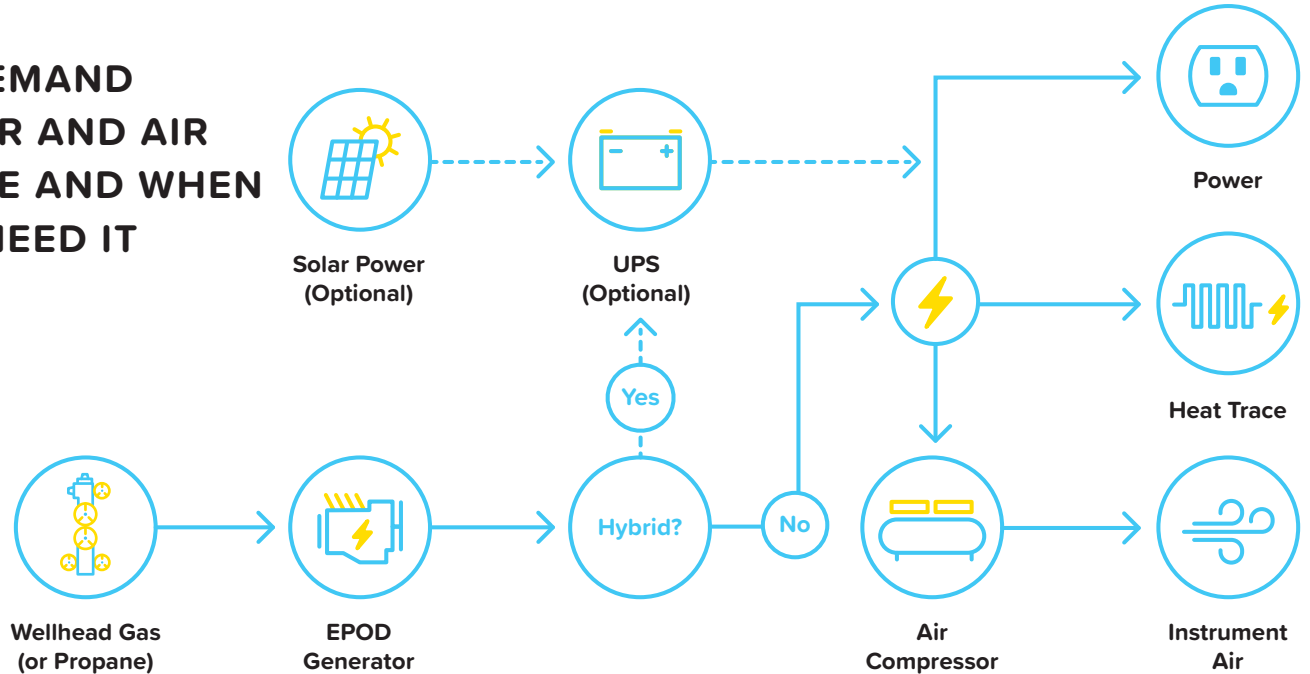 EMAND
R AND AIR
E AND WHEN
NEED IT
Solar Power
(Optional)
UPS
(Optional)
Power
Heat Trace
Yes
Hybrid?
No
Wellhead Gas
(or Propane)
EPOD
Generator
Air
Compressor
Instrument
Air